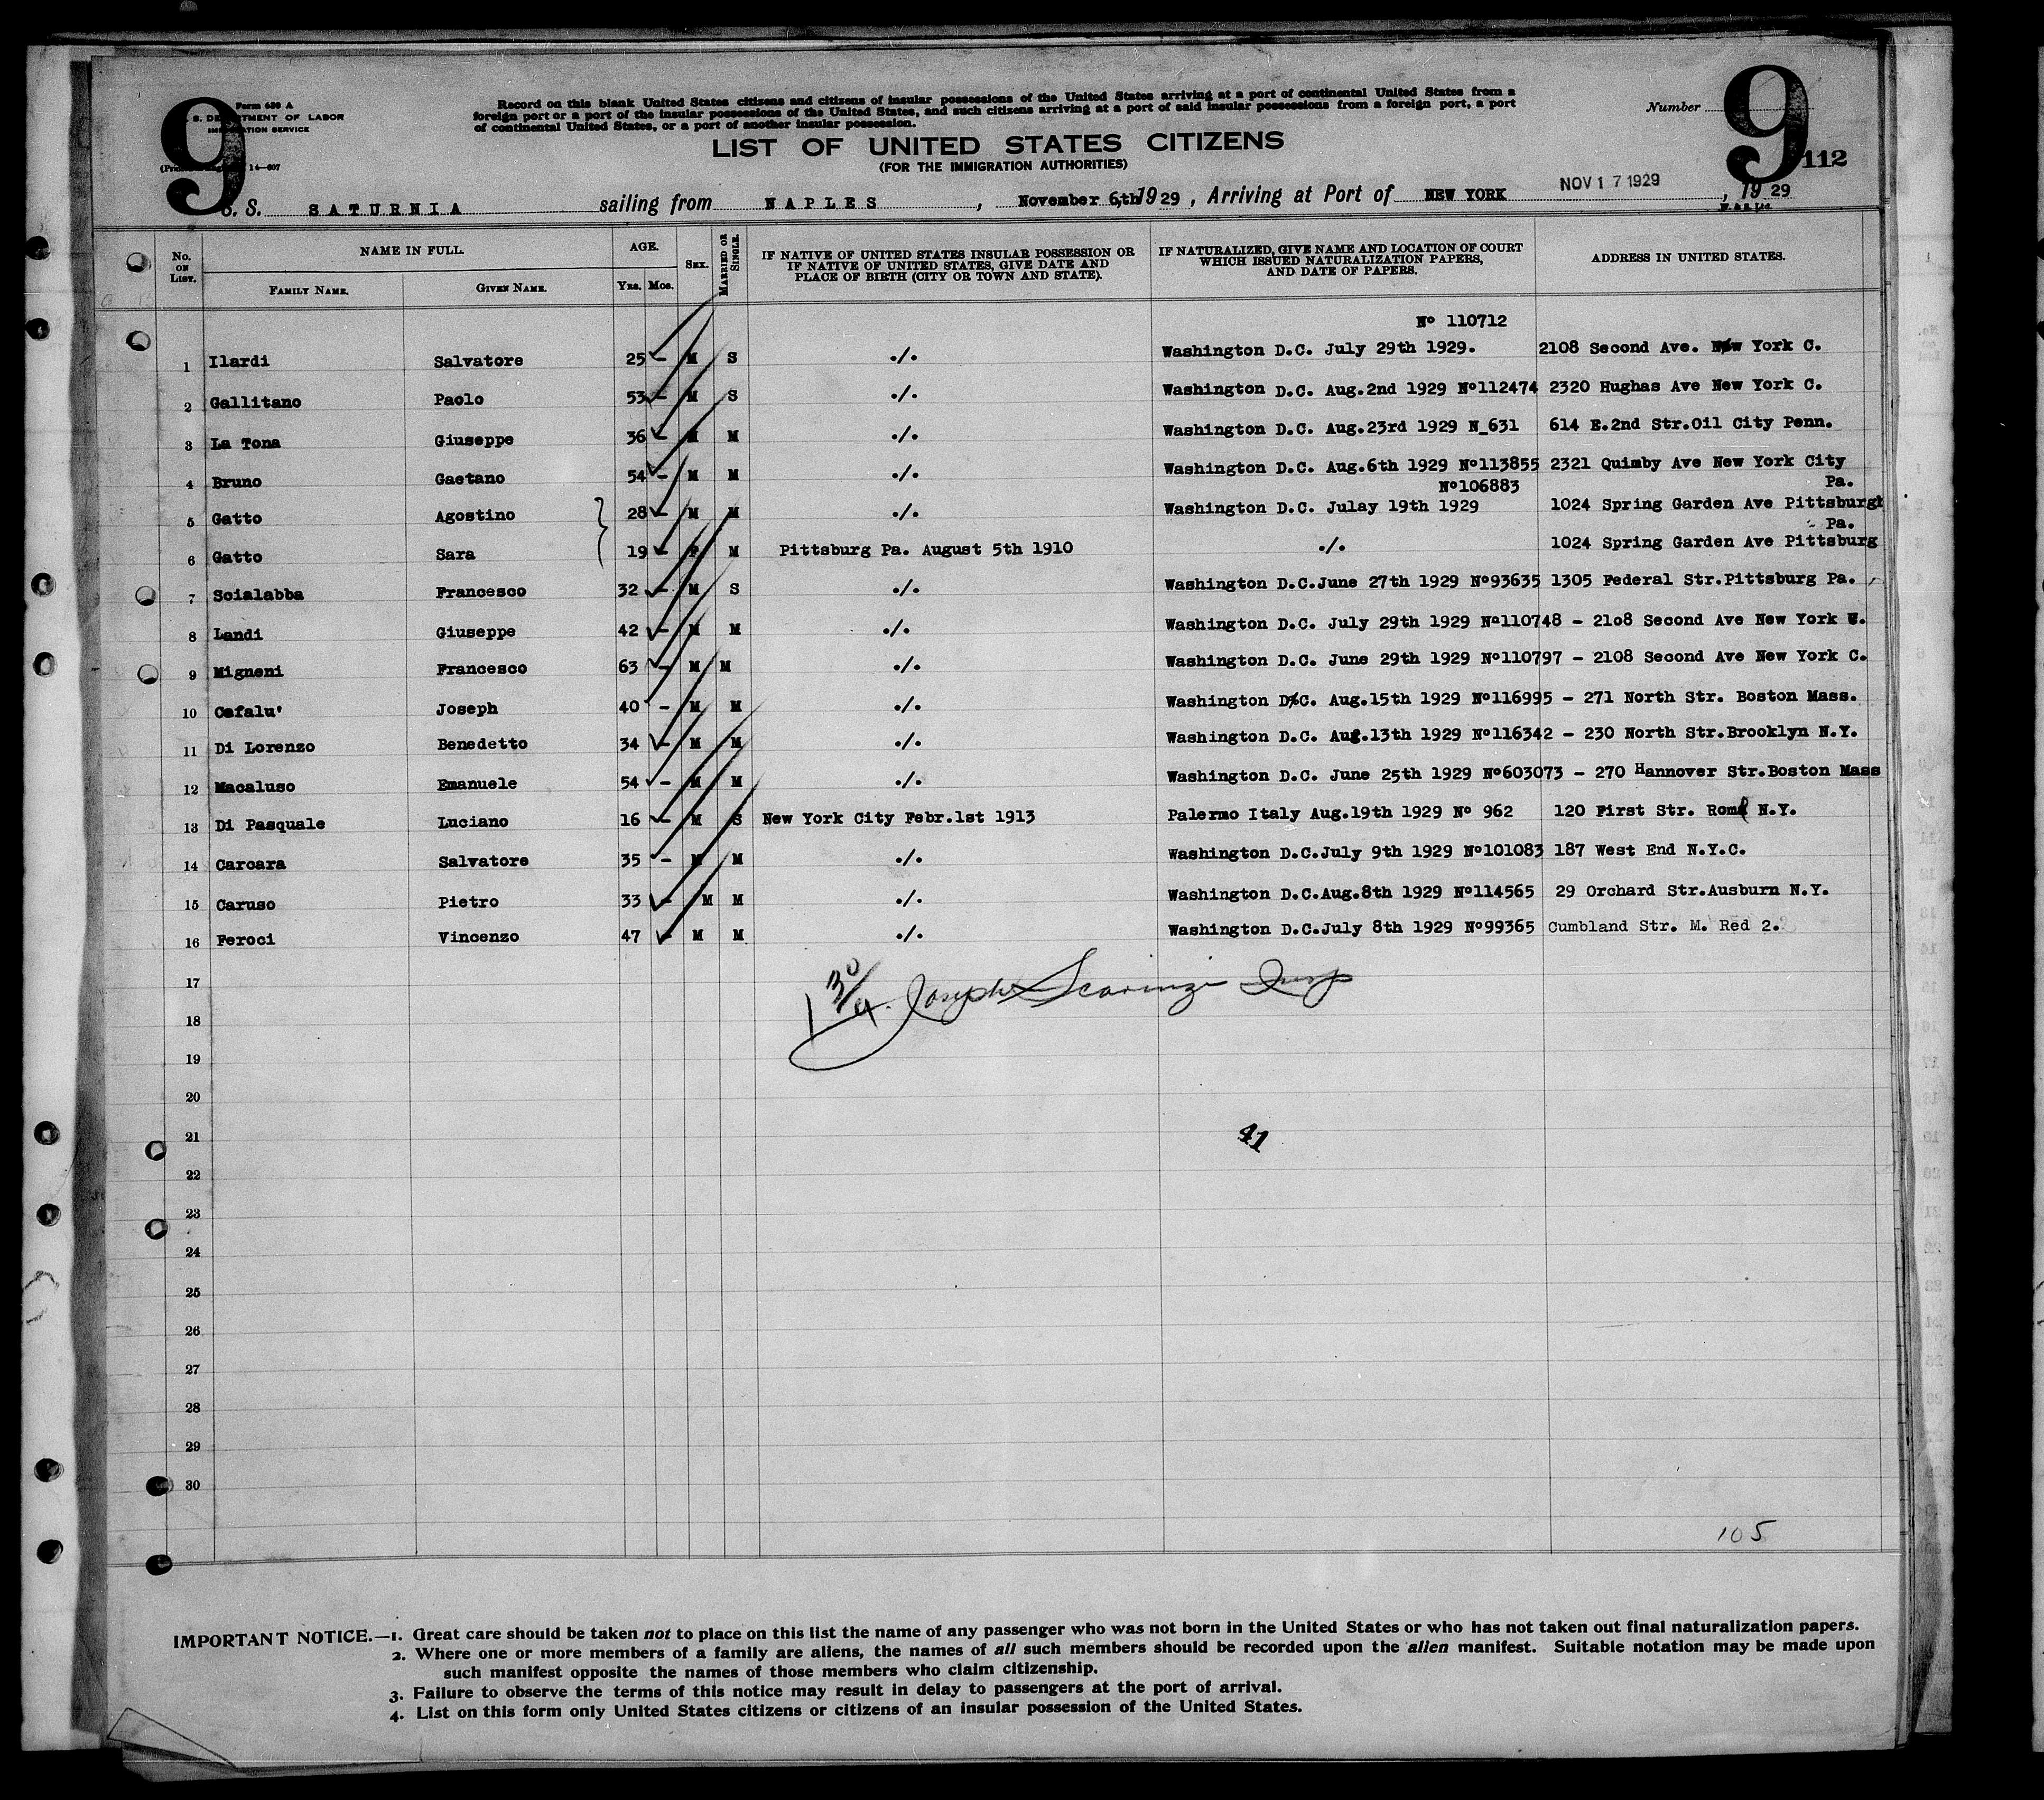 9
Form 630 A
S. DEPARTMENT OF LABOR
IMMIGRATION SERVICE
14—607
Record on this blank United States citizens and citizens of insular possessions of the United States arriving at a port of continental United States from a
foreign port or a port of the insular possessions of the United States, and such citizens arriving at a port of said insular possessions from a foreign port, a port
of continental United States, or a port of another insular possession.
Number 9
112
LIST OF UNITED STATES CITIZENS
(FOR THE IMMIGRATION AUTHORITIES)
S. S. SATURNIA sailing from NAPLES, November 6,th 1929, Arriving at Port of NEW YORK NOV 17 1929, 1929
No. ON LIST. NAME IN FULL. AGE. SEX. MARRIED OR SINGLE. IF NATIVE OF UNITED STATES INSULAR POSSESSION OR IF NATIVE OF UNITED STATES, GIVE DATE AND PLACE OF BIRTH (CITY OR TOWN AND STATE). IF NATURALIZED, GIVE NAME AND LOCATION OF COURT WHICH ISSUED NATURALIZATION PAPERS, AND DATE OF PAPERS. ADDRESS IN UNITED STATES.
FAMILY NAME. GIVEN NAME. YRS. MOS.
Nº 110712
1 Ilardi Salvatore 25 - M S ./. Washington D.C. July 29th 1929. 2108 Second Ave. New York C.
2 Gallitano Paolo 53 - M S ./. Washington D.C. Aug.2nd 1929 Nº112474 2320 Hughas Ave New York C.
3 La Tona Giuseppe 36 - M M ./. Washington D.C. Aug.23rd 1929 N_631 614 E.2nd Str.Oil City Penn.
4 Bruno Gaetano 54 - M M ./. Washington D.C. Aug.6th 1929 Nº113855 2321 Quimby Ave New York City
Nº106883 Pa.
5 Gatto Agostino 28 - M M ./. Washington D.C. Julay 19th 1929 1024 Spring Garden Ave Pittsburgh
Pa.
6 Gatto Sara 19 - F M Pittsburg Pa. August 5th 1910 ./. 1024 Spring Garden Ave Pittsburg
7 Scialabba Francesco 32 - M S ./. Washington D.C.June 27th 1929 Nº93635 1305 Federal Str.Pittsburg Pa.
8 Landi Giuseppe 42 - M M ./. Washington D.C. July 29th 1929 Nº110748 - 21o8 Second Ave New York
9 Migneni Francesco 63 - M M ./. Washington D.C. June 29th 1929 Nº110797 - 2108 Second Ave New York C.
10 Cefalu' Joseph 40 - M M ./. Washington D.C. Aug.15th 1929 Nº116995 - 271 North Str. Boston Mass.
11 Di Lorenzo Benedetto 34 - M M ./. Washington D.C. Aug.13th 1929 Nº116342 - 230 North Str.Brooklyn N.Y.
12 Macaluso Emanuele 54 - M M ./. Washington D.C. June 25th 1929 Nº603073 - 270 Hannover Str.Boston Mass
13 Di Pasquale Luciano 16 - M S New York City Febr.1st 1913 Palermo Italy Aug.19th 1929 Nº 962 120 First Str. Rome N.Y.
14 Carcara Salvatore 35 - M M ./. Washington D.C.July 9th 1929 Nº101083 187 West End N.Y.C.
15 Caruso Pietro 33 - M M ./. Washington D.C.Aug.8th 1929 Nº114565 29 Orchard Str.Ausburn N.Y.
16 Feroci Vincenzo 47 - M M ./. Washington D.C.July 8th 1929 Nº99365 Cumbland Str. M. Red 2.
17
Joseph Scarinzi Insp
18
19
20
21
41
22
23
24
25
26
27
28
29
30
105
IMPORTANT NOTICE.—1. Great care should be taken not to place on this list the name of any passenger who was not born in the United States or who has not taken out final naturalization papers.
2. Where one or more members of a family are aliens, the names of all such members should be recorded upon the alien manifest. Suitable notation may be made upon
such manifest opposite the names of those members who claim citizenship.
3. Failure to observe the terms of this notice may result in delay to passengers at the port of arrival.
4. List on this form only United States citizens or citizens of an insular possession of the United States.